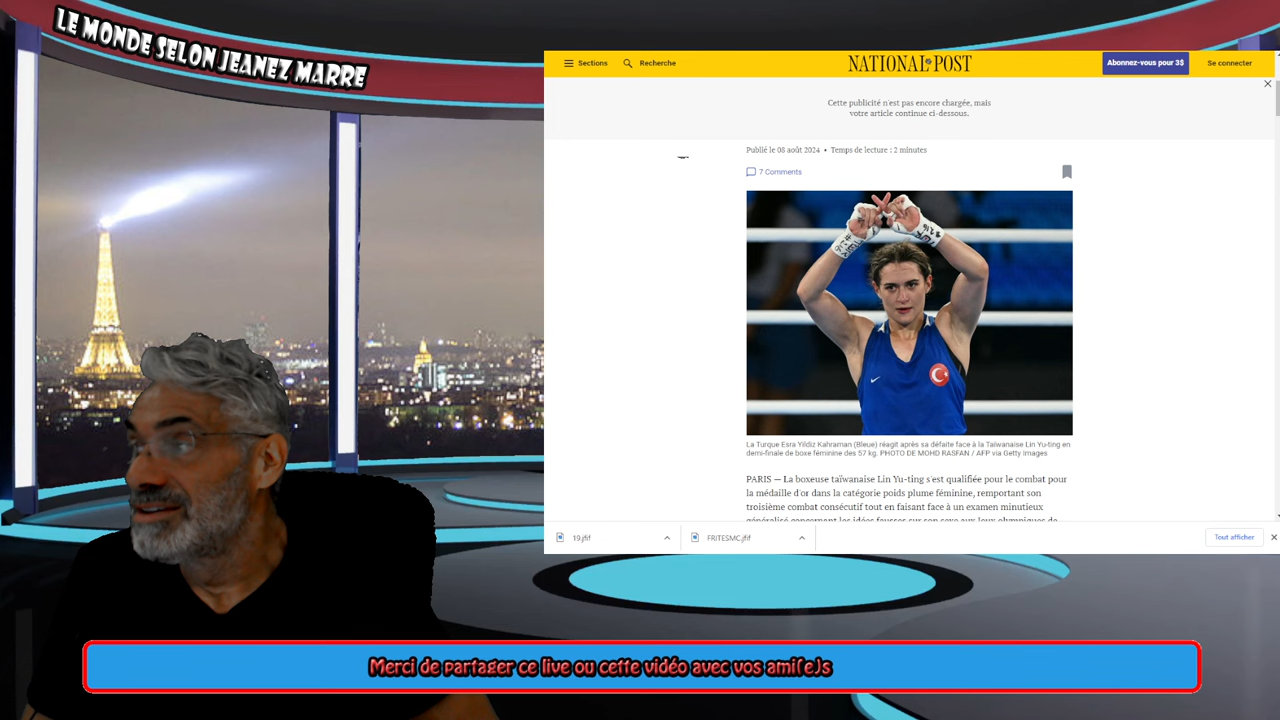 LE MONDE SELON JEANEZ MARRE
Sections
Recherche
NATIONAL POST
Abonnez-vous pour 3$
Se connecter
Cette publicité n'est pas encore chargée, mais
votre article continue ci-dessous.
Publié le 08 août 2024 • Temps de lecture : 2 minutes
7 Comments
La Turque Esra Yildiz Kahraman (Bleue) réagit après sa défaite face à la Taïwanaise Lin Yu-ting en
demi-finale de boxe féminine des 57 kg. PHOTO DE MOHD RASFAN / AFP via Getty Images
PARIS — La boxeuse taïwanaise Lin Yu-ting s'est qualifiée pour le combat pour
la médaille d'or dans la catégorie poids plume féminine, remportant son
troisième combat consécutif tout en faisant face à un examen minutieux
généralisé concernant les idées fausses sur son sexe aux Jeux olympiques de
19.jfif
FRITESMC.jfif
Tout afficher
Merci de partager ce live ou cette vidéo avec vos ami(e)s